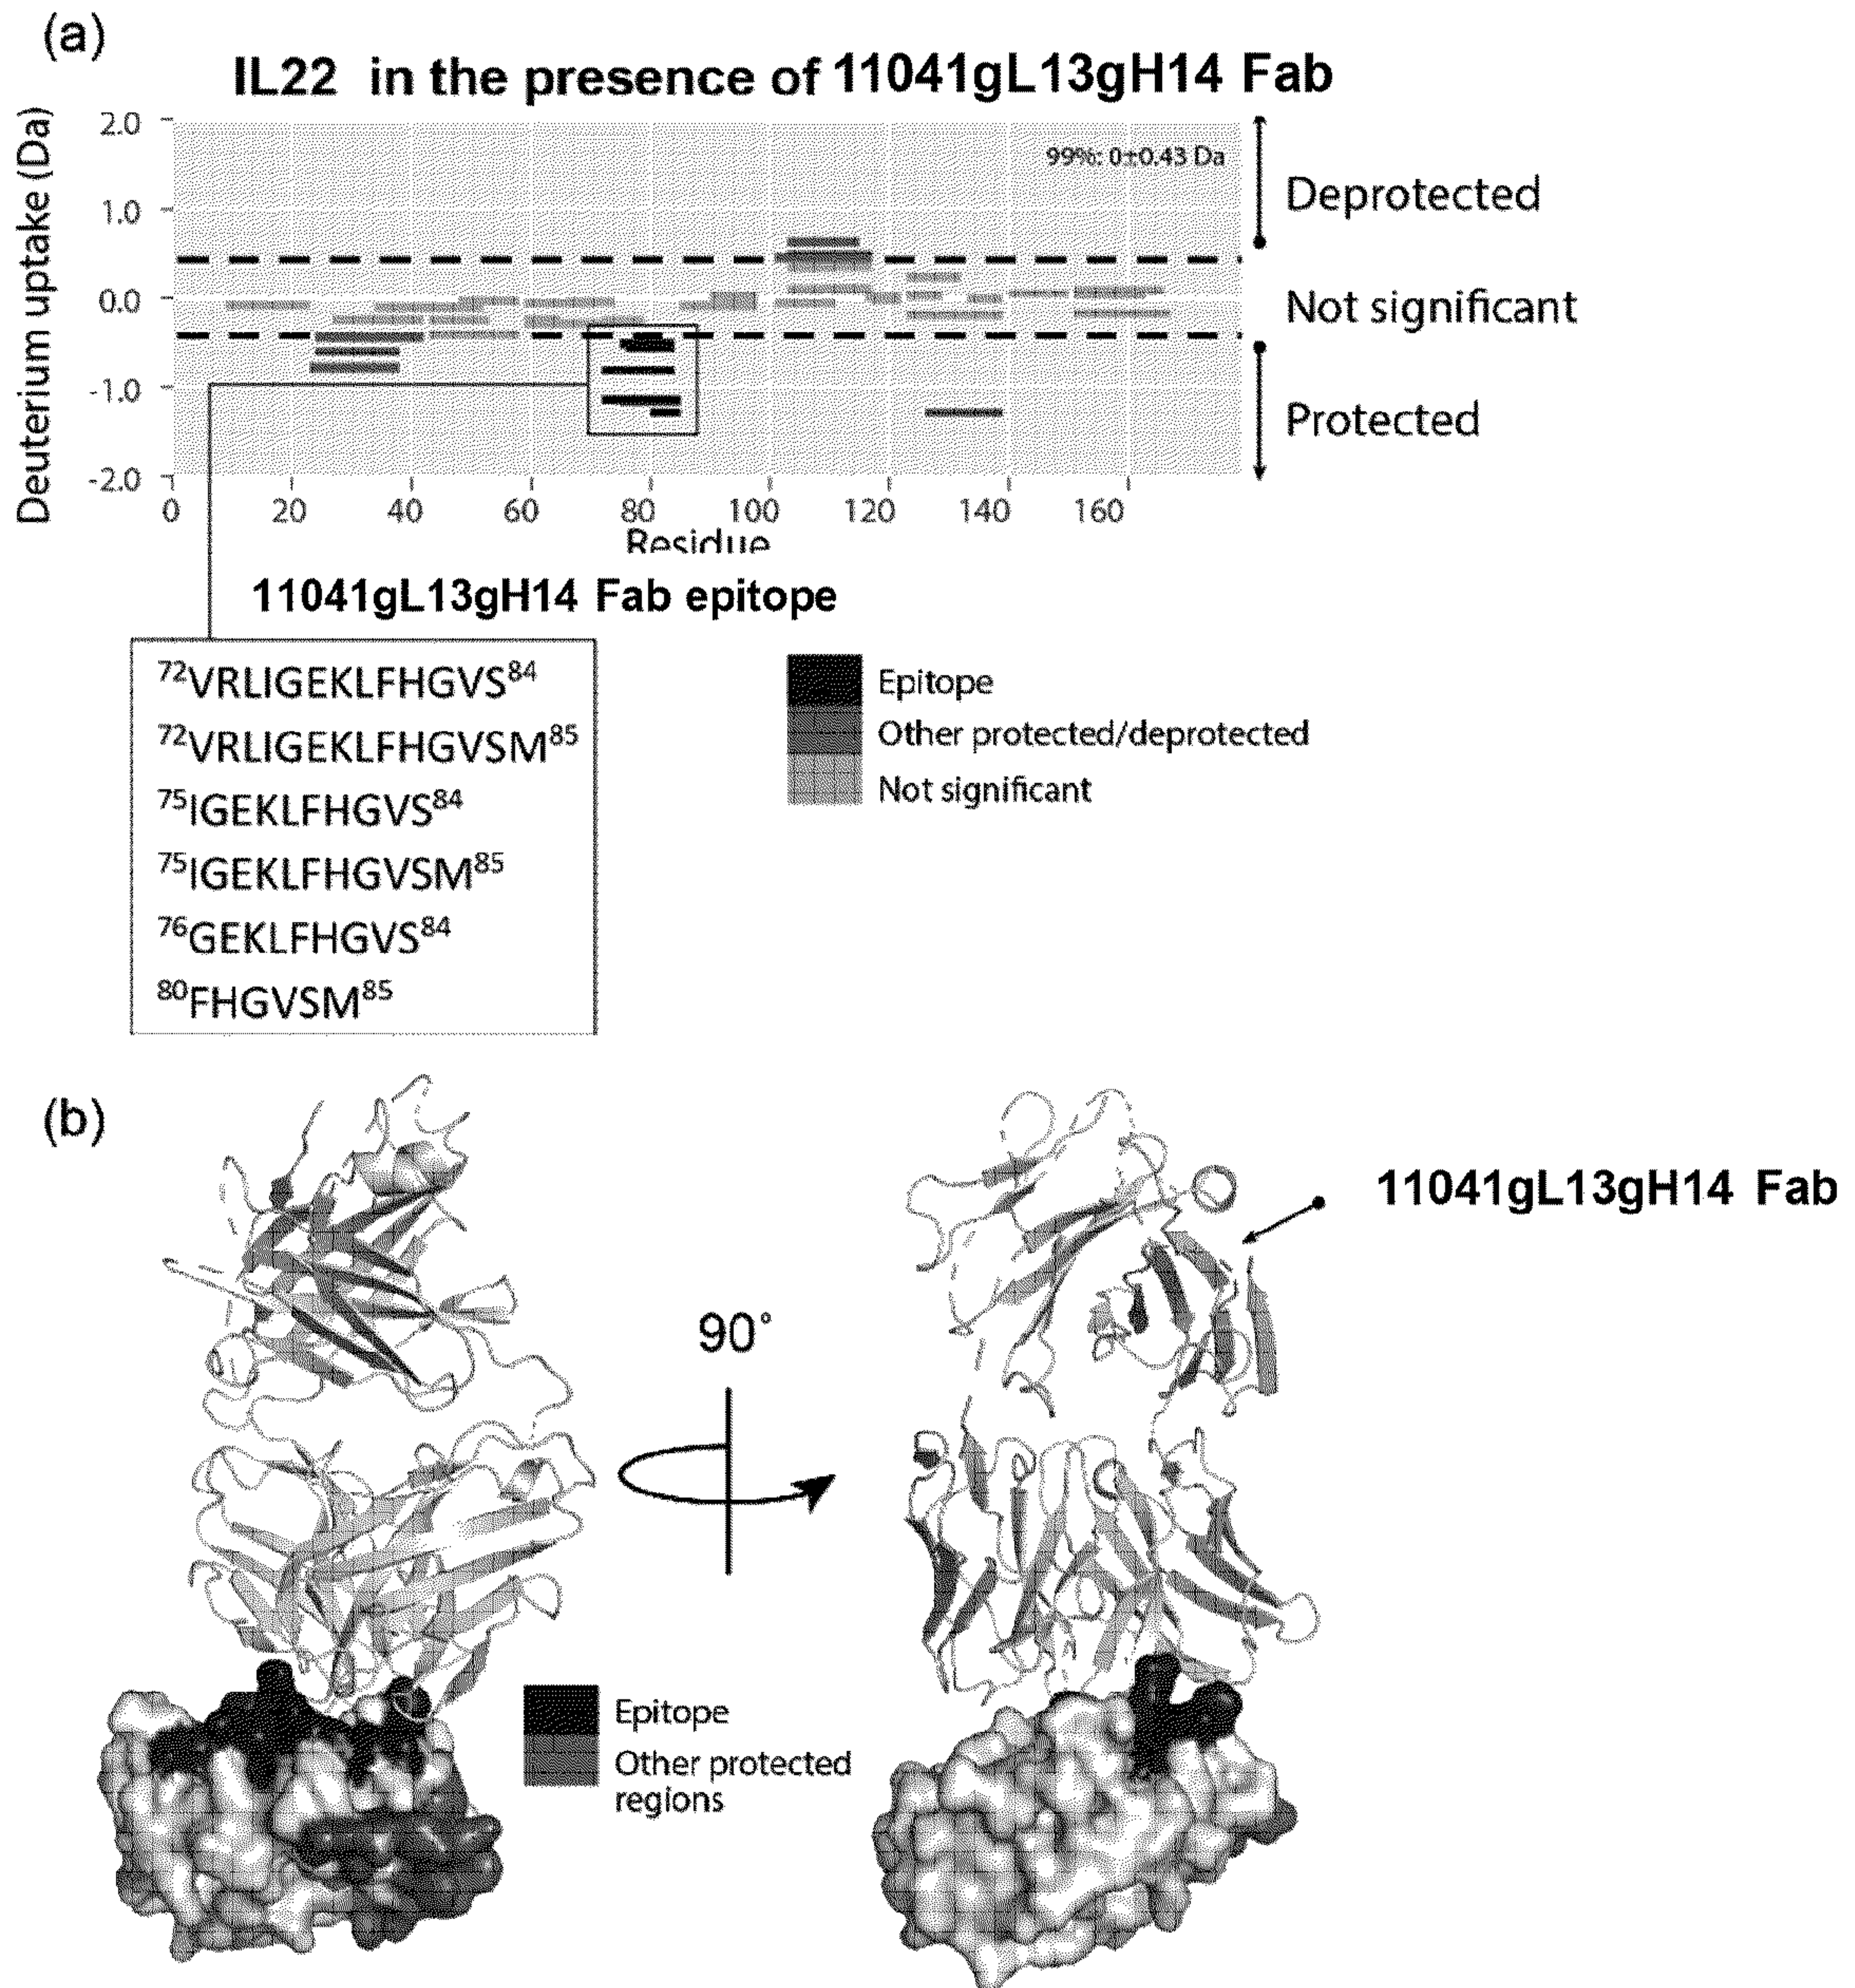 (a)
IL22 in the presence of 11041gL13gH14 Fab
Deuterium uptake (Da)
2.0
1.0
0.0
-1.0
-2.0
99%: 0±0.43 Da
Deprotected
Not significant
Protected
0 20 40 60 80 100 120 140 160
Residue
11041gL13gH14 Fab epitope
72VRLIGEKLFHGVS84
72VRLIGEKLFHGVSM85
75IGEKLFHGVS84
75IGEKLFHGVSM85
76GEKLFHGVS84
80FHGVSM85
Epitope
Other protected/deprotected
Not significant
(b)
11041gL13gH14 Fab
90°
Epitope
Other protected
regions